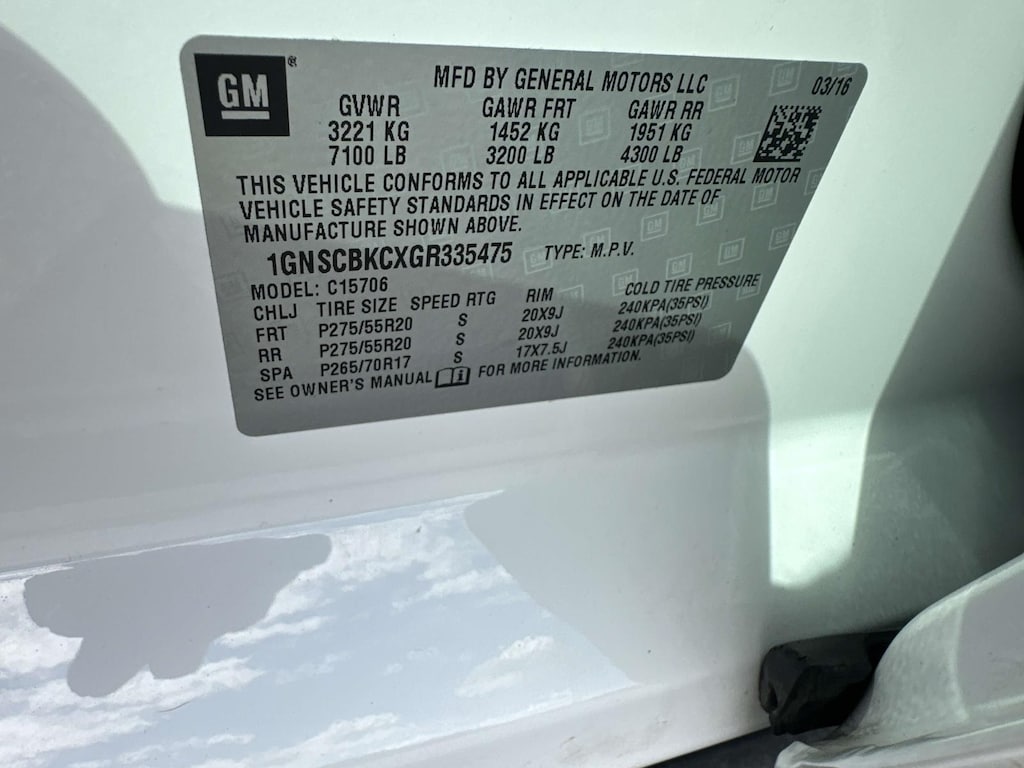 GM ®
MFD BY GENERAL MOTORS LLC 03/16
GVWR GAWR FRT GAWR RR
3221 KG 1452 KG 1951 KG
7100 LB 3200 LB 4300 LB
THIS VEHICLE CONFORMS TO ALL APPLICABLE U.S. FEDERAL MOTOR
VEHICLE SAFETY STANDARDS IN EFFECT ON THE DATE OF
MANUFACTURE SHOWN ABOVE.
1GNSCBKCXGR335475 TYPE: M.P.V.
MODEL: C15706
CHLJ TIRE SIZE SPEED RTG RIM COLD TIRE PRESSURE
FRT P275/55R20 S 20X9J 240KPA(35PSI)
RR P275/55R20 S 20X9J 240KPA(35PSI)
SPA P265/70R17 S 17X7.5J 240KPA(35PSI)
SEE OWNER'S MANUAL FOR MORE INFORMATION.